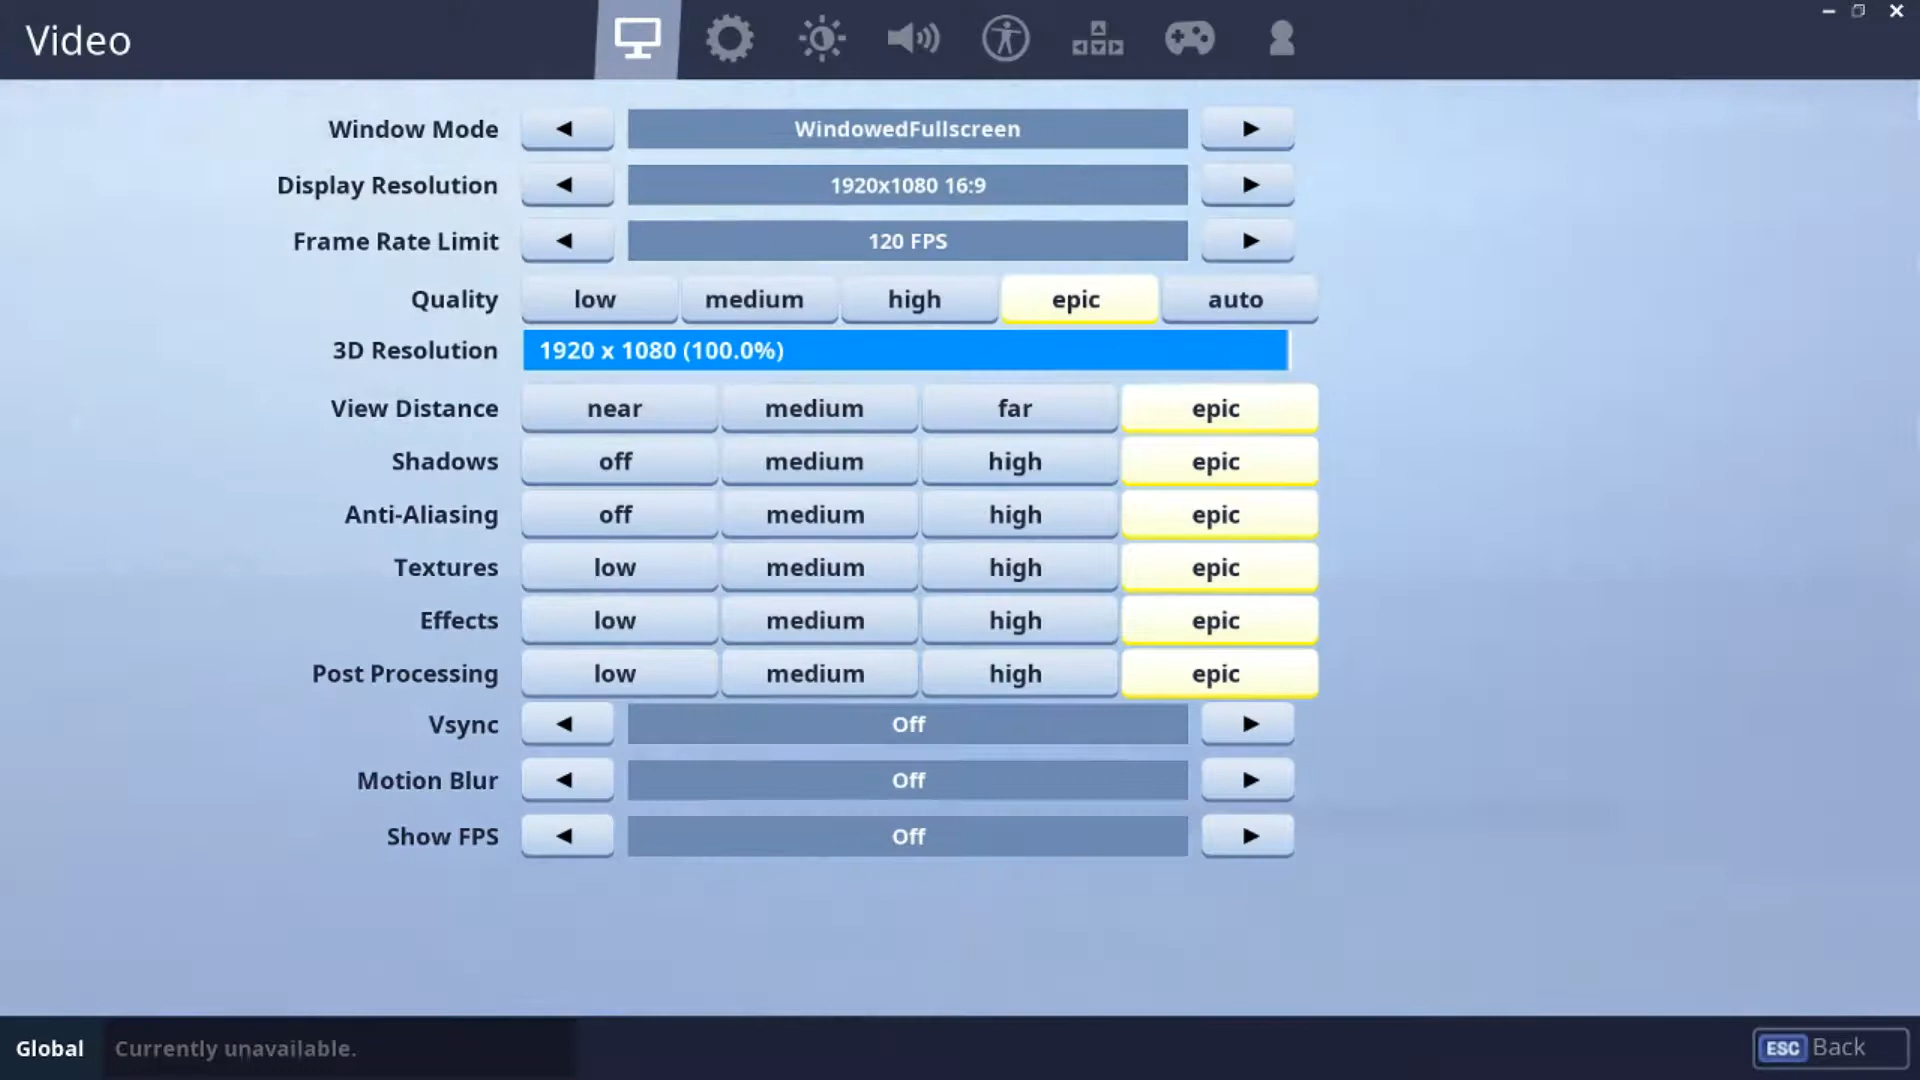 Video
Window Mode WindowedFullscreen
Display Resolution 1920x1080 16:9
Frame Rate Limit 120 FPS
Quality low medium high epic auto
3D Resolution 1920 x 1080 (100.0%)
View Distance near medium far epic
Shadows off medium high epic
Anti-Aliasing off medium high epic
Textures low medium high epic
Effects low medium high epic
Post Processing low medium high epic
Vsync Off
Motion Blur Off
Show FPS Off
Global Currently unavailable. ESC Back